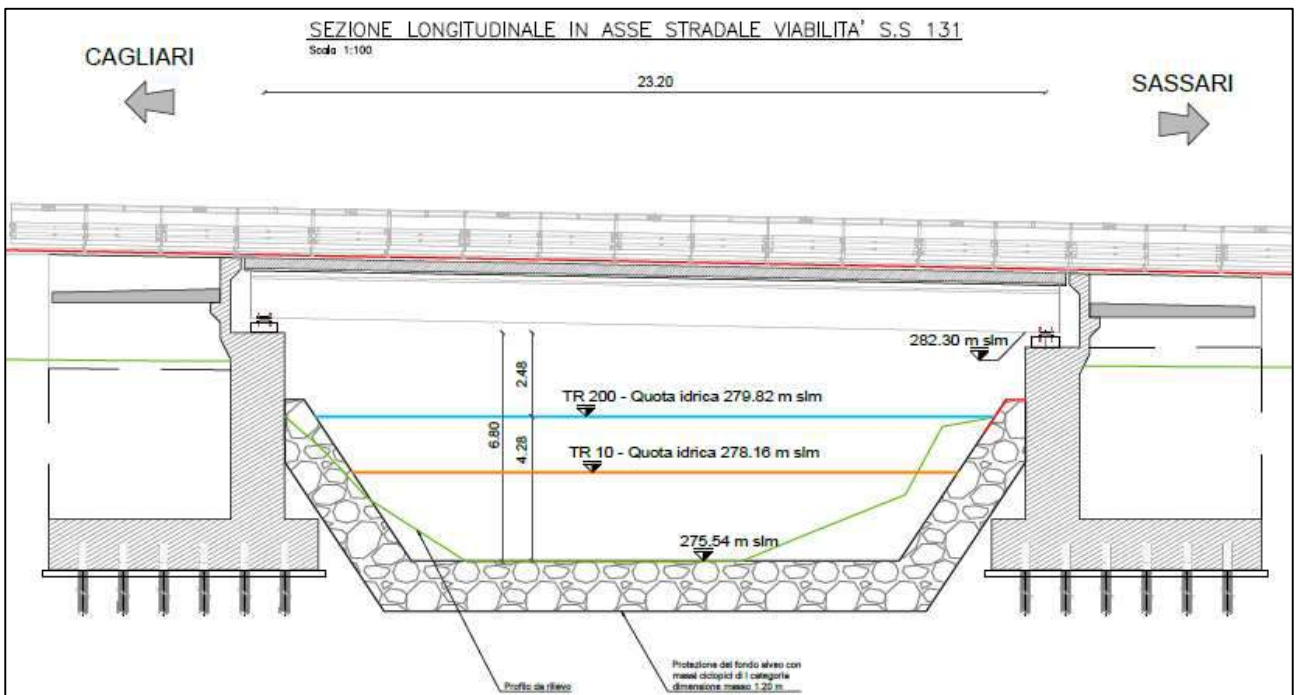 SEZIONE LONGITUDINALE IN ASSE STRADALE VIABILITA' S.S 131
Scala 1:100
CAGLIARI
23.20
SASSARI
282.30 m slm
2.48
TR 200 - Quota idrica 279.82 m slm
6.80
4.28
TR 10 - Quota idrica 278.16 m slm
275.54 m slm
Profilo da rilievo
Protezione del fondo alveo con
massi ciclopici di I categoria
dimensione masso 1.20 m